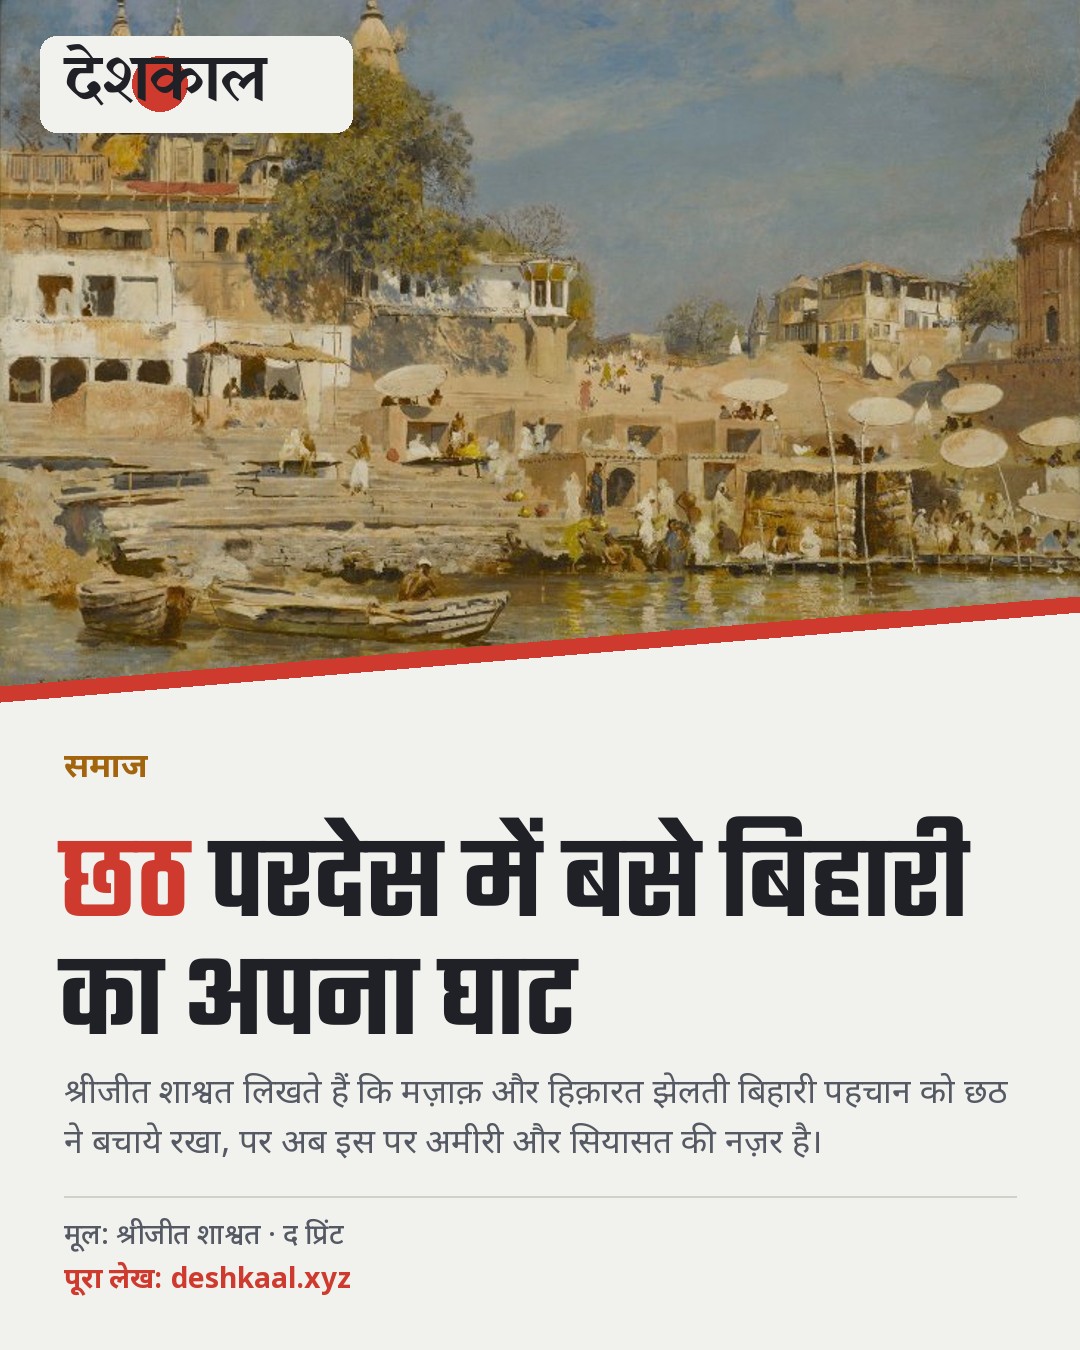 देशकाल
समाज
छठ परदेस में बसे बिहारी
का अपना घाट
श्रीजीत शाश्वत लिखते हैं कि मज़ाक़ और हिक़ारत झेलती बिहारी पहचान को छठ
ने बचाये रखा, पर अब इस पर अमीरी और सियासत की नज़र है।
मूल: श्रीजीत शाश्वत · द प्रिंट
पूरा लेख: deshkaal.xyz